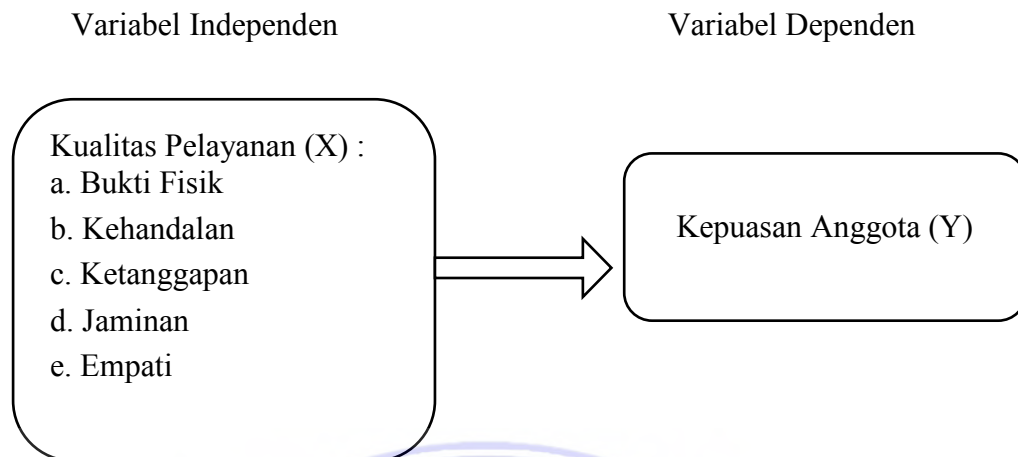 Variabel Independen
Variabel Dependen
Kualitas Pelayanan (X) :
a. Bukti Fisik
b. Kehandalan
c. Ketanggapan
d. Jaminan
e. Empati
Kepuasan Anggota (Y)